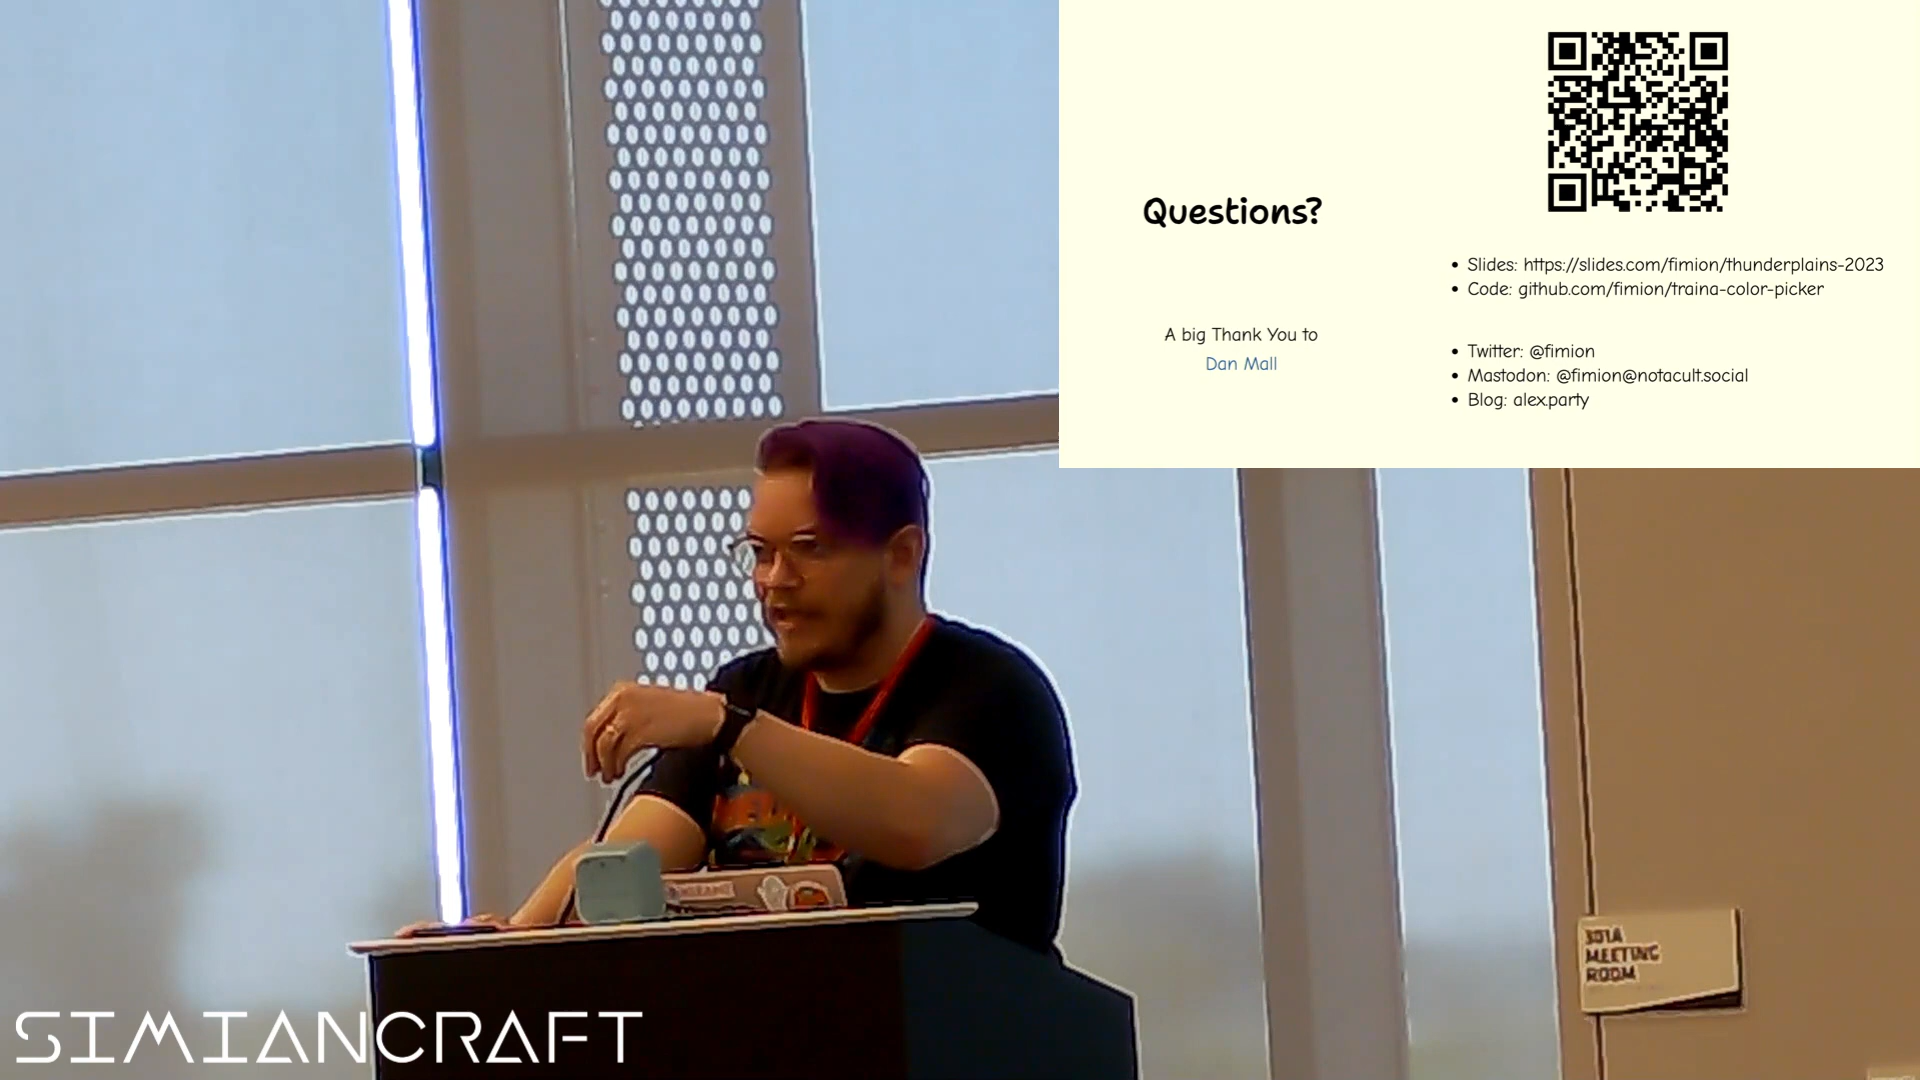 Questions?
A big Thank You to
Dan Mall
Slides: https://slides.com/fimion/thunderplains-2023
Code: github.com/fimion/traina-color-picker
Twitter: @fimion
Mastodon: @fimion@notacult.social
Blog: alex.party
301A
MEETING
ROOM
SIMIANCRAFT